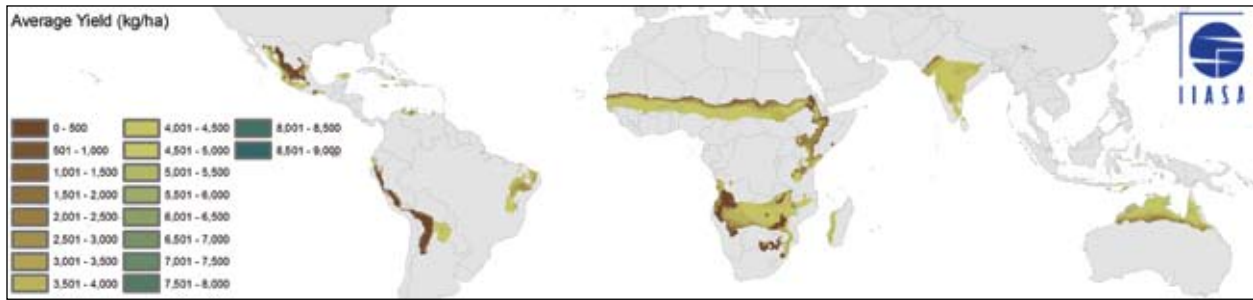 Average Yield (kg/ha)
0 - 500
501 - 1,000
1,001 - 1,500
1,501 - 2,000
2,001 - 2,500
2,501 - 3,000
3,001 - 3,500
3,501 - 4,000
4,001 - 4,500
4,501 - 5,000
5,001 - 5,500
5,501 - 6,000
6,001 - 6,500
6,501 - 7,000
7,001 - 7,500
7,501 - 8,000
8,001 - 8,500
8,501 - 9,000
IIASA